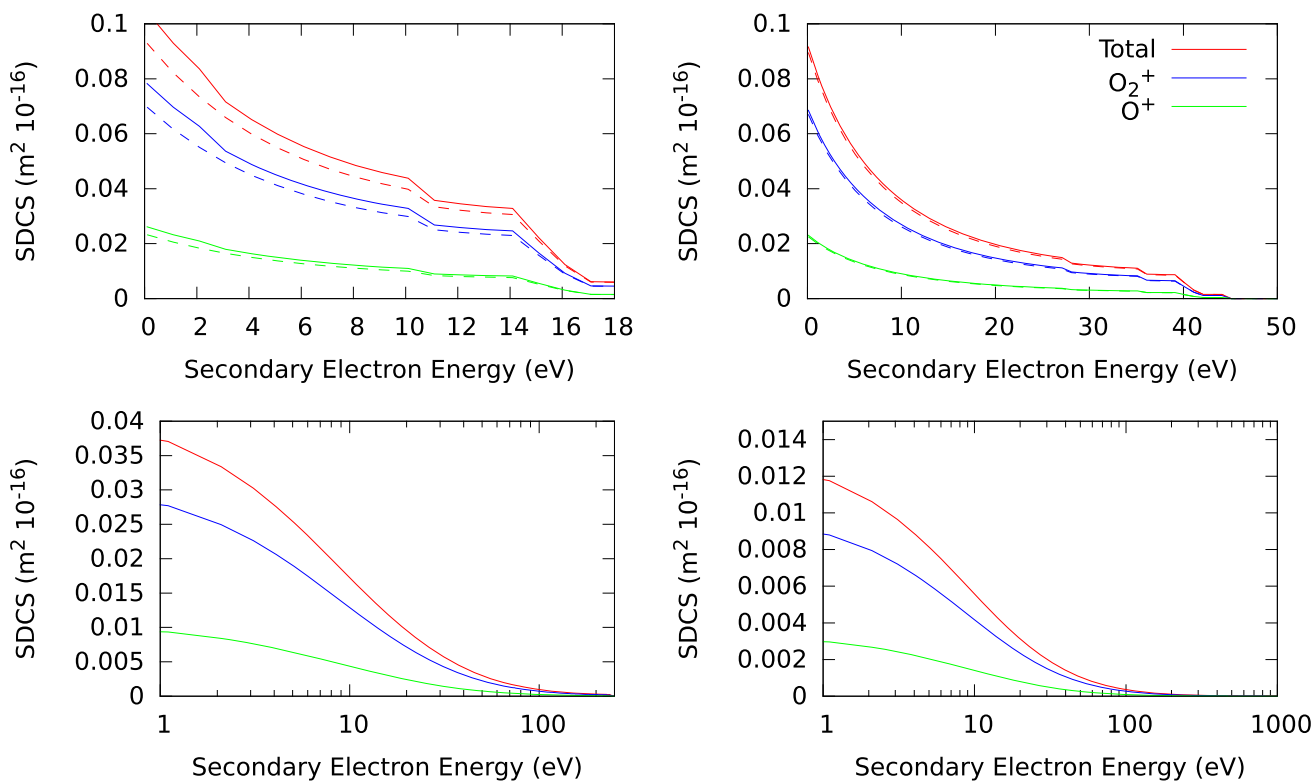 SDCS (m² 10⁻¹⁶)
0.1
0.08
0.06
0.04
0.02
0
0 2 4 6 8 10 12 14 16 18
Secondary Electron Energy (eV)
SDCS (m² 10⁻¹⁶)
0.1
0.08
0.06
0.04
0.02
0
Total
O₂⁺
O⁺
0 10 20 30 40 50
Secondary Electron Energy (eV)
SDCS (m² 10⁻¹⁶)
0.04
0.035
0.03
0.025
0.02
0.015
0.01
0.005
0
1 10 100
Secondary Electron Energy (eV)
SDCS (m² 10⁻¹⁶)
0.014
0.012
0.01
0.008
0.006
0.004
0.002
0
1 10 100 1000
Secondary Electron Energy (eV)